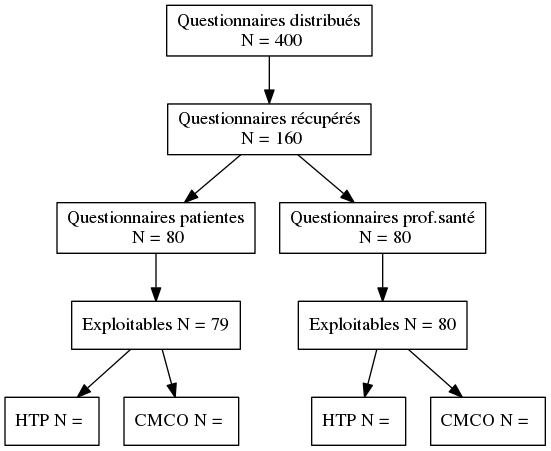 Questionnaires distribués
N = 400
Questionnaires récupérés
N = 160
Questionnaires patientes
N = 80
Questionnaires prof.santé
N = 80
Exploitables N = 79
Exploitables N = 80
HTP N =
CMCO N =
HTP N =
CMCO N =